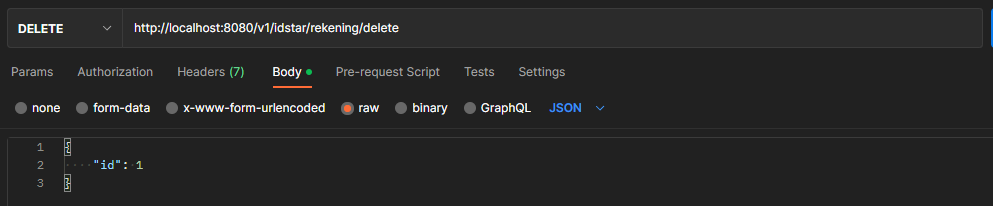 DELETE http://localhost:8080/v1/idstar/rekening/delete
Params Authorization Headers (7) Body Pre-request Script Tests Settings
none form-data x-www-form-urlencoded raw binary GraphQL JSON
1 {
2 "id": 1
3 }